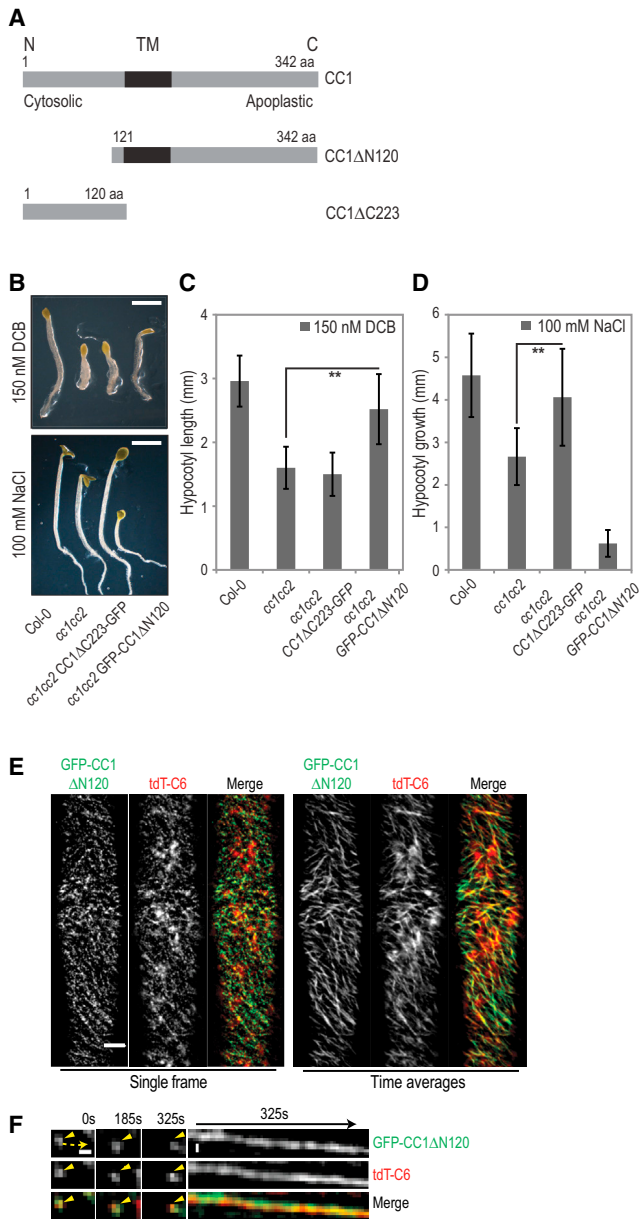 A
N TM C
1 342 aa
CC1
Cytosolic Apoplastic
121 342 aa
CC1ΔN120
1 120 aa
CC1ΔC223
B
150 nM DCB
100 mM NaCl
Col-0
cc1cc2
cc1cc2 CC1ΔC223-GFP
cc1cc2 GFP-CC1ΔN120
C
150 nM DCB
**
Hypocotyl length (mm)
4
3
2
1
0
Col-0
cc1cc2
cc1cc2
CC1ΔC223-GFP
cc1cc2
GFP-CC1ΔN120
D
100 mM NaCl
**
Hypocotyl growth (mm)
6
5
4
3
2
1
0
Col-0
cc1cc2
cc1cc2
CC1ΔC223-GFP
cc1cc2
GFP-CC1ΔN120
E
GFP-CC1
ΔN120
tdT-C6
Merge
GFP-CC1
ΔN120
tdT-C6
Merge
Single frame
Time averages
F
0s 185s 325s
325s
GFP-CC1ΔN120
tdT-C6
Merge